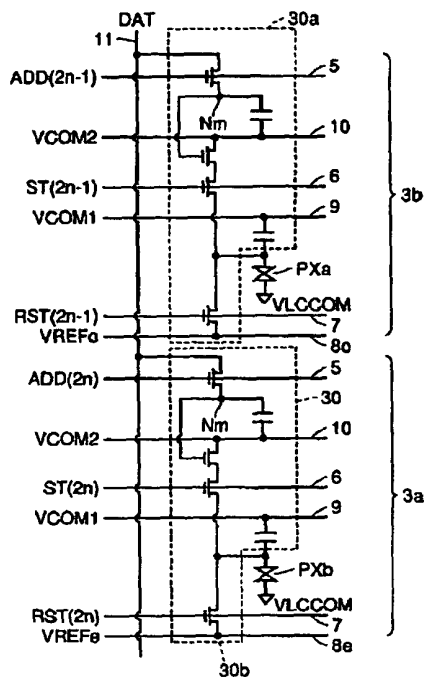 DAT
11
30a
ADD(2n-1)
5
Nm
VCOM2
10
ST(2n-1)
6
VCOM1
9
3b
PXa
VLCCOM
RST(2n-1)
7
VREFo
8o
ADD(2n)
5
30
Nm
VCOM2
10
ST(2n)
6
3a
VCOM1
9
PXb
VLCCOM
RST(2n)
7
VREFe
8e
30b